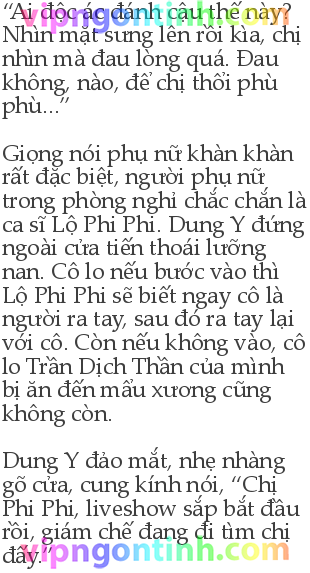 “Ai độc ác đánh cậu thế này?
Nhìn mặt sưng lên rồi kìa, chị
nhìn mà đau lòng quá. Đau
không, nào, để chị thổi phù
phù...”
Giọng nói phụ nữ khàn khàn
rất đặc biệt, người phụ nữ
trong phòng nghỉ chắc chắn là
ca sĩ Lộ Phi Phi. Dung Y đứng
ngoài cửa tiến thoái lưỡng
nan. Cô lo nếu bước vào thì
Lộ Phi Phi sẽ biết ngay cô là
người ra tay, sau đó ra tay lại
với cô. Còn nếu không vào, cô
lo Trần Dịch Thần của mình
bị ăn đến mẩu xương cũng
không còn.
Dung Y đảo mắt, nhẹ nhàng
gõ cửa, cung kính nói, “Chị
Phi Phi, liveshow sắp bắt đầu
rồi, giám chế đang đi tìm chị
đấy.”
vipngontinh.com
vipngontinh.com
vipngontinh.com
vipngontinh.com